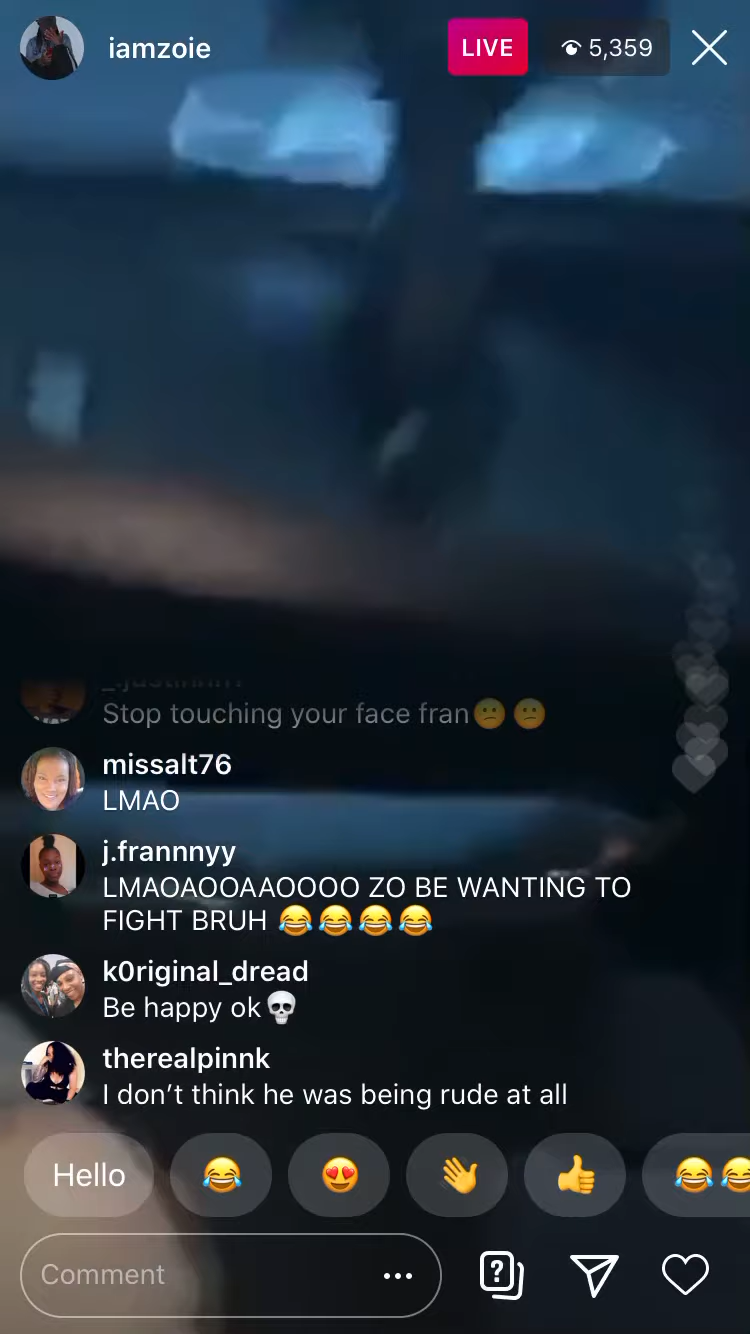 iamzoie
LIVE
5,359
Stop touching your face fran😕😕
missalt76
LMAO
j.frannnyy
LMAOAOOAAOOOO ZO BE WANTING TO
FIGHT BRUH 😂😂😂😂
k0riginal_dread
Be happy ok💀
therealpinnk
I don’t think he was being rude at all
Hello 😂 😍 👋 👍 😂😂
Comment